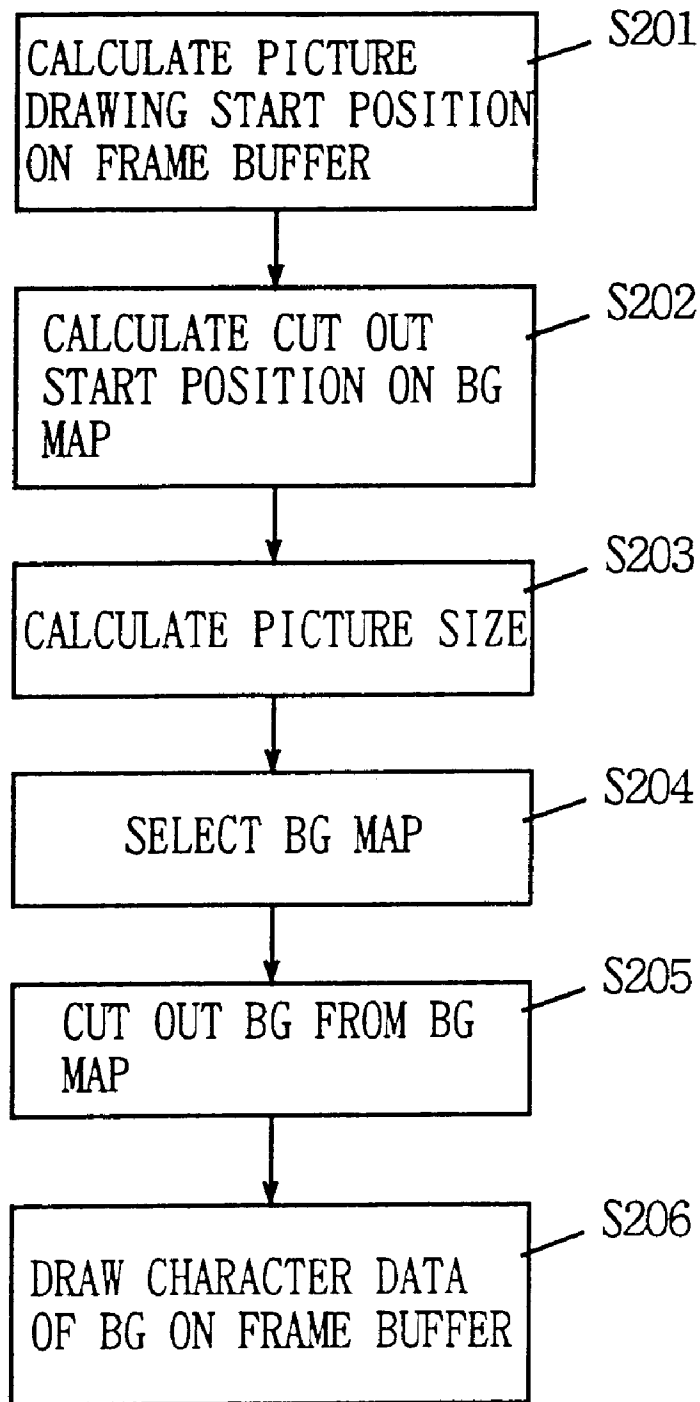 S201
CALCULATE PICTURE
DRAWING START POSITION
ON FRAME BUFFER
S202
CALCULATE CUT OUT
START POSITION ON BG
MAP
S203
CALCULATE PICTURE SIZE
S204
SELECT BG MAP
S205
CUT OUT BG FROM BG
MAP
S206
DRAW CHARACTER DATA
OF BG ON FRAME BUFFER